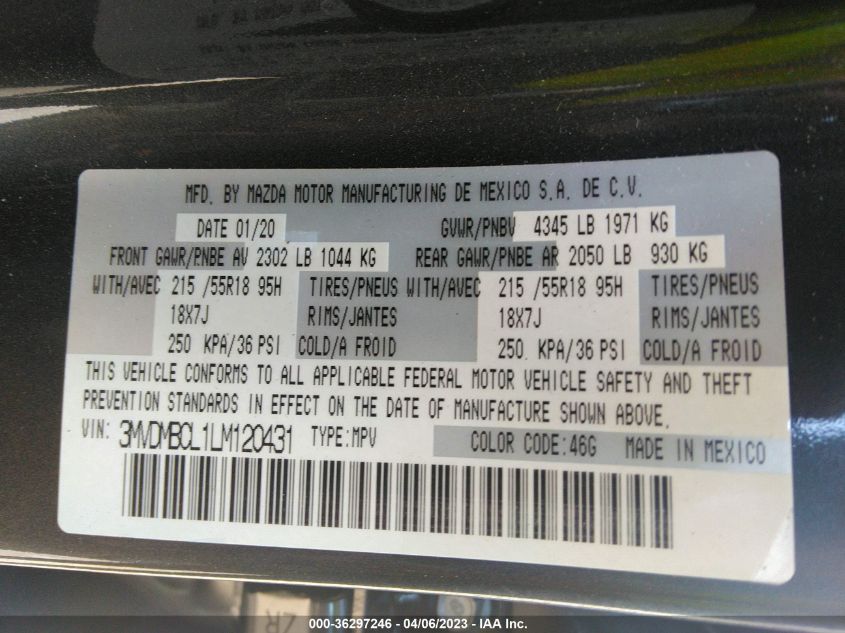 MFD. BY MAZDA MOTOR MANUFACTURING DE MEXICO S.A. DE C.V.
DATE 01/20 GVWR/PNBV 4345 LB 1971 KG
FRONT GAWR/PNBE AV 2302 LB 1044 KG REAR GAWR/PNBE AR 2050 LB 930 KG
WITH/AVEC 215 /55R18 95H TIRES/PNEUS WITH/AVEC 215 /55R18 95H TIRES/PNEUS
18X7J RIMS/JANTES 18X7J RIMS/JANTES
250 KPA/36 PSI COLD/A FROID 250 KPA/36 PSI COLD/A FROID
THIS VEHICLE CONFORMS TO ALL APPLICABLE FEDERAL MOTOR VEHICLE SAFETY AND THEFT
PREVENTION STANDARDS IN EFFECT ON THE DATE OF MANUFACTURE SHOWN ABOVE.
VIN: 3MVDMBCL1LM120431 TYPE:MPV COLOR CODE:46G MADE IN MEXICO
000-36297246 - 04/06/2023 - IAA Inc.